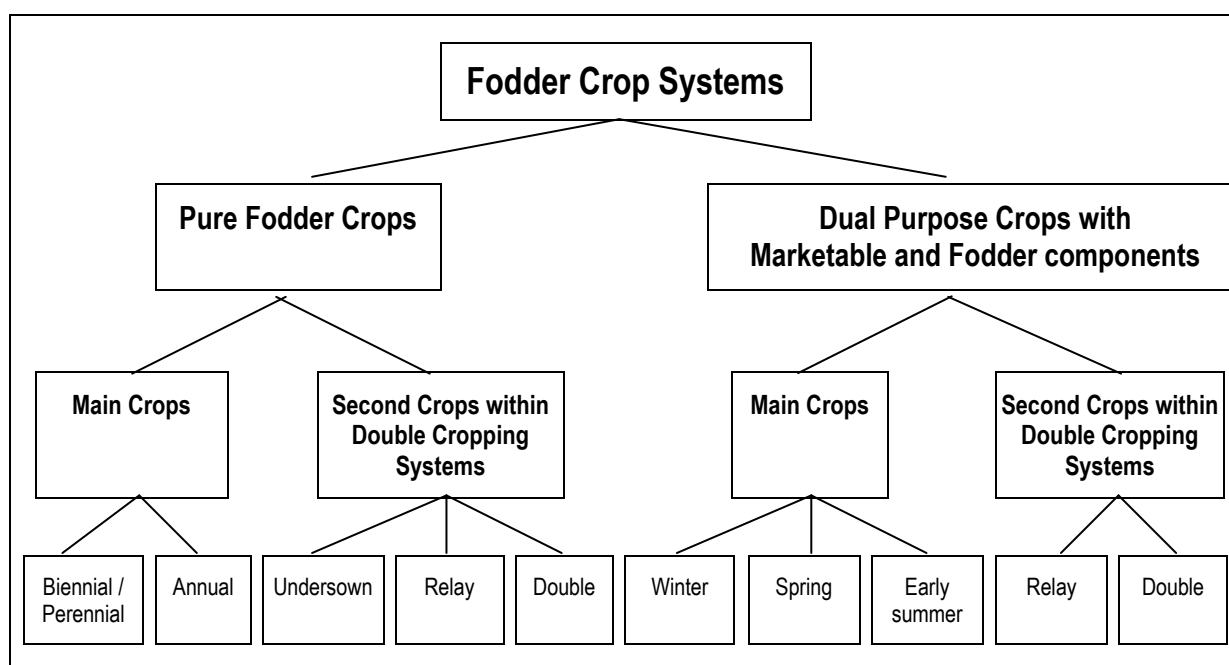 Fodder Crop Systems
Pure Fodder Crops
Dual Purpose Crops with
Marketable and Fodder components
Main Crops
Second Crops within
Double Cropping
Systems
Main Crops
Second Crops within
Double Cropping
Systems
Biennial /
Perennial
Annual
Undersown
Relay
Double
Winter
Spring
Early
summer
Relay
Double